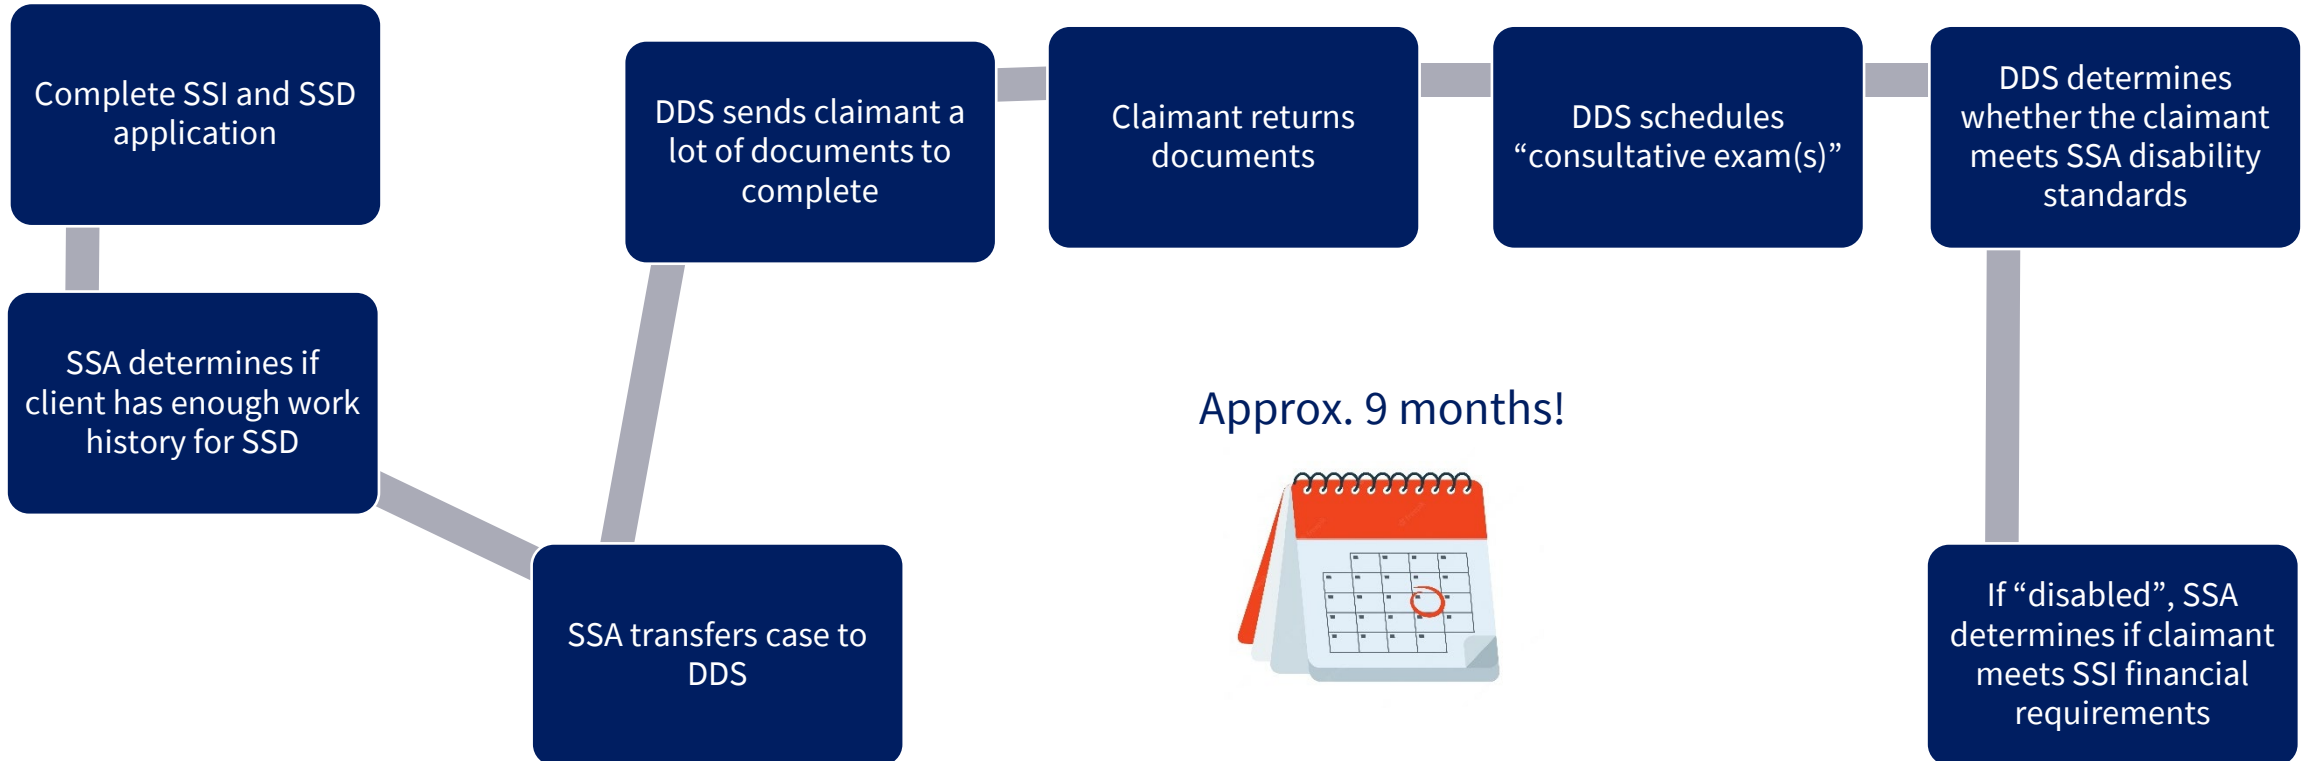 Complete SSI and SSD
application
SSA determines if
client has enough work
history for SSD
SSA transfers case to
DDS
DDS sends claimant a
lot of documents to
complete
Claimant returns
documents
DDS schedules
“consultative exam(s)”
DDS determines
whether the claimant
meets SSA disability
standards
If “disabled”, SSA
determines if claimant
meets SSI financial
requirements
Approx. 9 months!